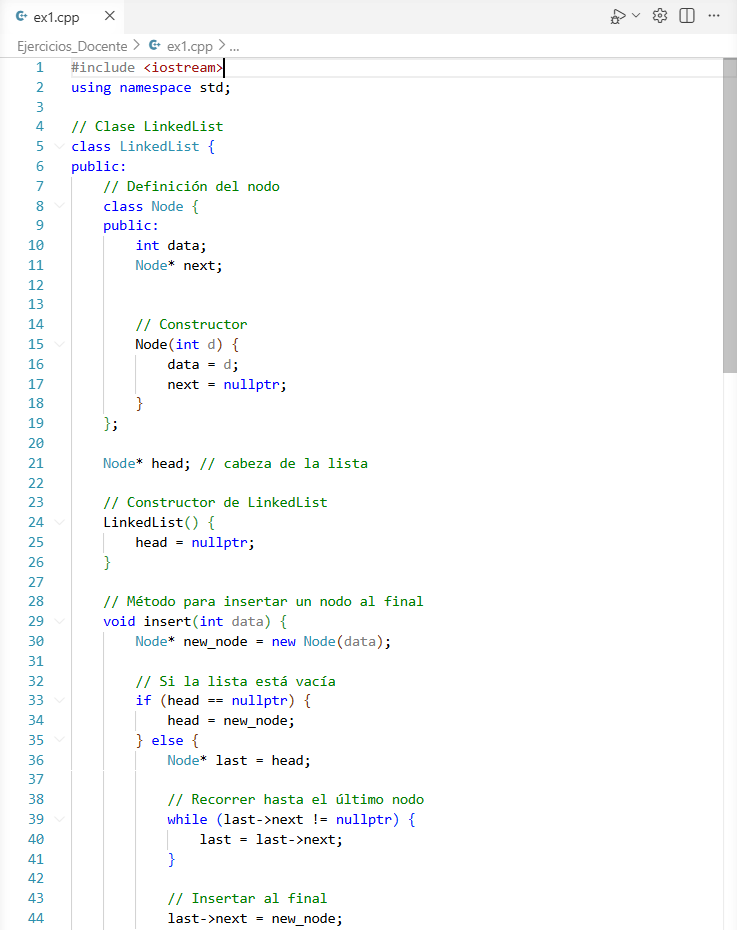 ex1.cpp
Ejercicios_Docente > ex1.cpp > ...
1 #include <iostream>
2 using namespace std;
3
4 // Clase LinkedList
5 class LinkedList {
6 public:
7     // Definición del nodo
8     class Node {
9     public:
10         int data;
11         Node* next;
12
13
14         // Constructor
15         Node(int d) {
16             data = d;
17             next = nullptr;
18         }
19     };
20
21     Node* head; // cabeza de la lista
22
23     // Constructor de LinkedList
24     LinkedList() {
25         head = nullptr;
26     }
27
28     // Método para insertar un nodo al final
29     void insert(int data) {
30         Node* new_node = new Node(data);
31
32         // Si la lista está vacía
33         if (head == nullptr) {
34             head = new_node;
35         } else {
36             Node* last = head;
37
38             // Recorrer hasta el último nodo
39             while (last->next != nullptr) {
40                 last = last->next;
41             }
42
43             // Insertar al final
44             last->next = new_node;